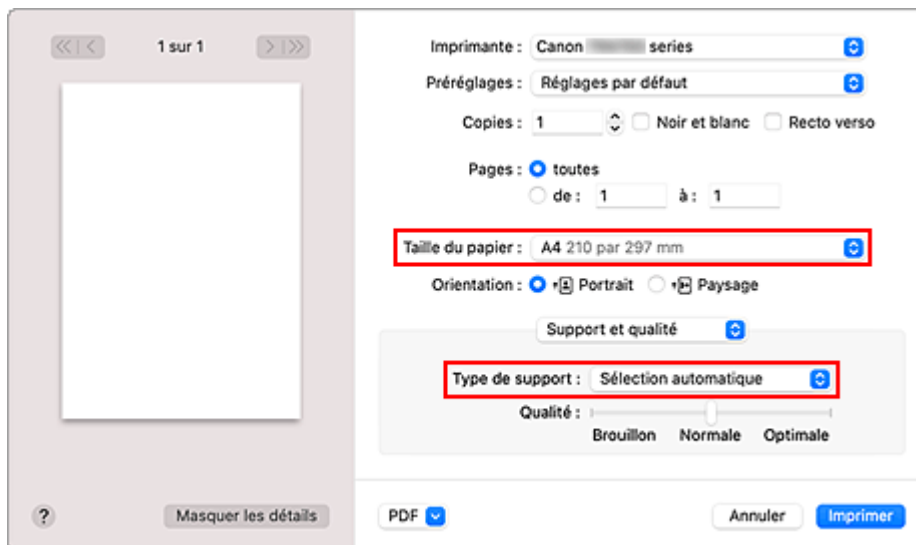 1 sur 1
Imprimante : Canon series
Préréglages : Réglages par défaut
Copies : 1 Noir et blanc Recto verso
Pages : toutes
de : 1 à : 1
Taille du papier : A4 210 par 297 mm
Orientation : Portrait Paysage
Support et qualité
Type de support : Sélection automatique
Qualité :
Brouillon Normale Optimale
? Masquer les détails PDF Annuler Imprimer